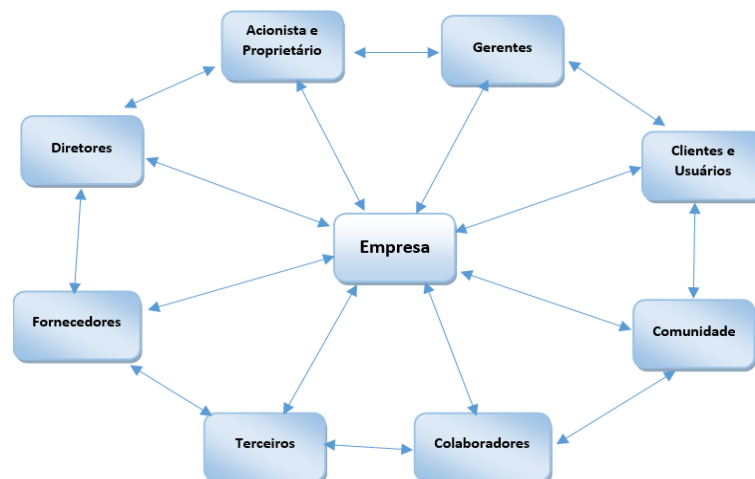 Acionista e
Proprietário
Gerentes
Diretores
Clientes e
Usuários
Empresa
Fornecedores
Comunidade
Terceiros
Colaboradores